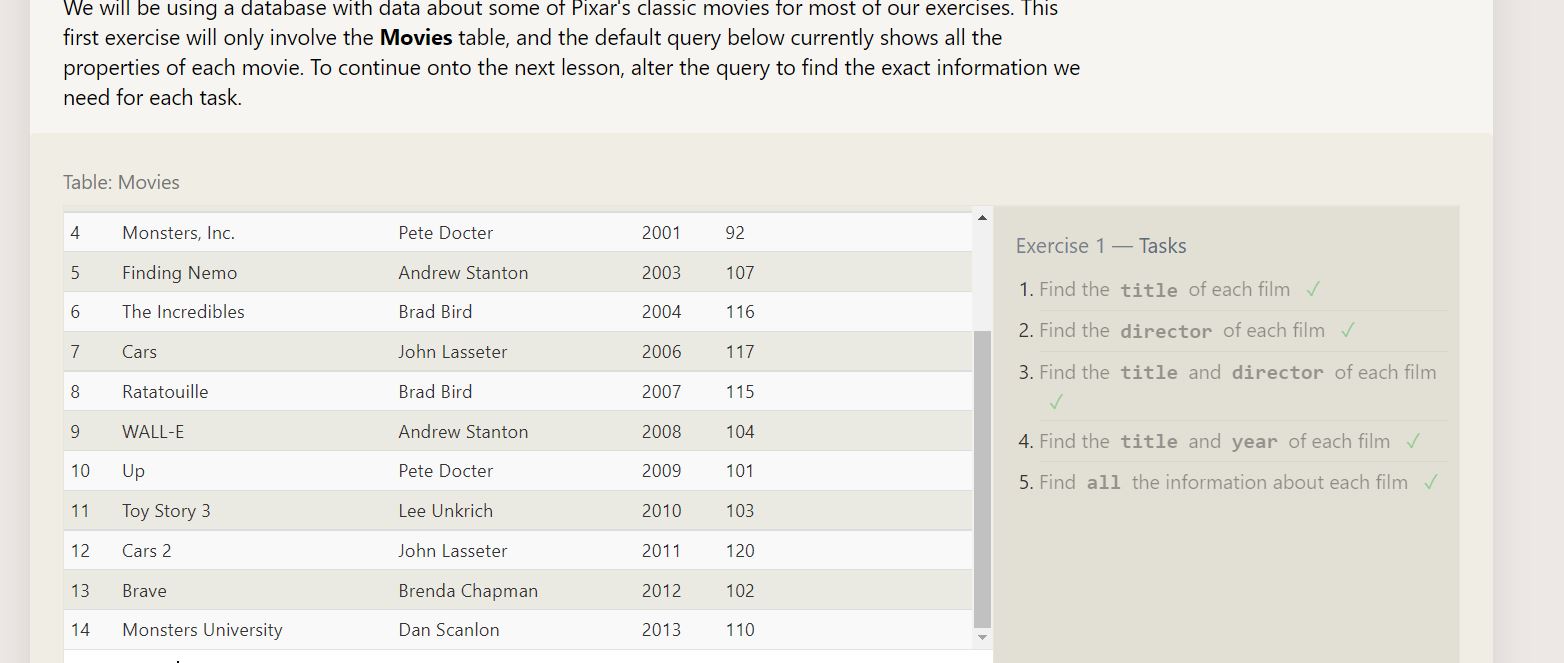 We will be using a database with data about some of Pixar's classic movies for most of our exercises. This
first exercise will only involve the Movies table, and the default query below currently shows all the
properties of each movie. To continue onto the next lesson, alter the query to find the exact information we
need for each task.
Table: Movies
4 Monsters, Inc. Pete Docter 2001 92
5 Finding Nemo Andrew Stanton 2003 107
6 The Incredibles Brad Bird 2004 116
7 Cars John Lasseter 2006 117
8 Ratatouille Brad Bird 2007 115
9 WALL-E Andrew Stanton 2008 104
10 Up Pete Docter 2009 101
11 Toy Story 3 Lee Unkrich 2010 103
12 Cars 2 John Lasseter 2011 120
13 Brave Brenda Chapman 2012 102
14 Monsters University Dan Scanlon 2013 110
Exercise 1 — Tasks
1. Find the title of each film ✓
2. Find the director of each film ✓
3. Find the title and director of each film
✓
4. Find the title and year of each film ✓
5. Find all the information about each film ✓